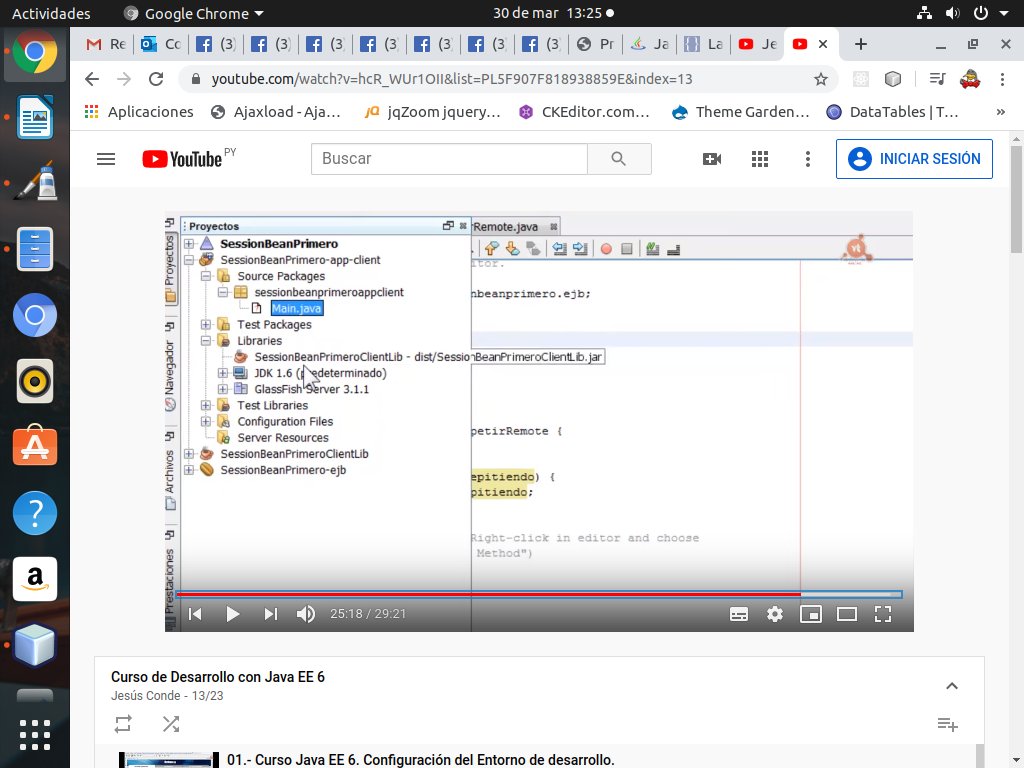 Actividades
Google Chrome
30 de mar 13:25
Re
Co
(3)
(3)
(3
(3
(3
(3
(3
Pr
Ja
La
Je
youtube.com/watch?v=hcR_WUr1OII&list=PL5F907F818938859E&index=13
Aplicaciones
Ajaxload - Aja...
jqZoom jquery...
CKEditor.com...
Theme Garden...
DataTables | T...
»
YouTube PY
Buscar
INICIAR SESIÓN
Proyectos
Remote.java
SessionBeanPrimero
SessionBeanPrimero-app-client
Source Packages
sessionbeanprimeroappclient
Main.java
Test Packages
Libraries
SessionBeanPrimeroClientLib - dist/SessionBeanPrimeroClientLib.jar
JDK 1.6 (predeterminado)
GlassFish Server 3.1.1
Test Libraries
Configuration Files
Server Resources
SessionBeanPrimeroClientLib
SessionBeanPrimero-ejb
Proyectos
Navegador
Archivos
Prestaciones
itor.
nbeanprimero.ejb;
petirRemote {
epitiendo) {
pitiendo;
Right-click in editor and choose
Method")
25:18 / 29:21
Curso de Desarrollo con Java EE 6
Jesús Conde - 13/23
01.- Curso Java EE 6. Configuración del Entorno de desarrollo.